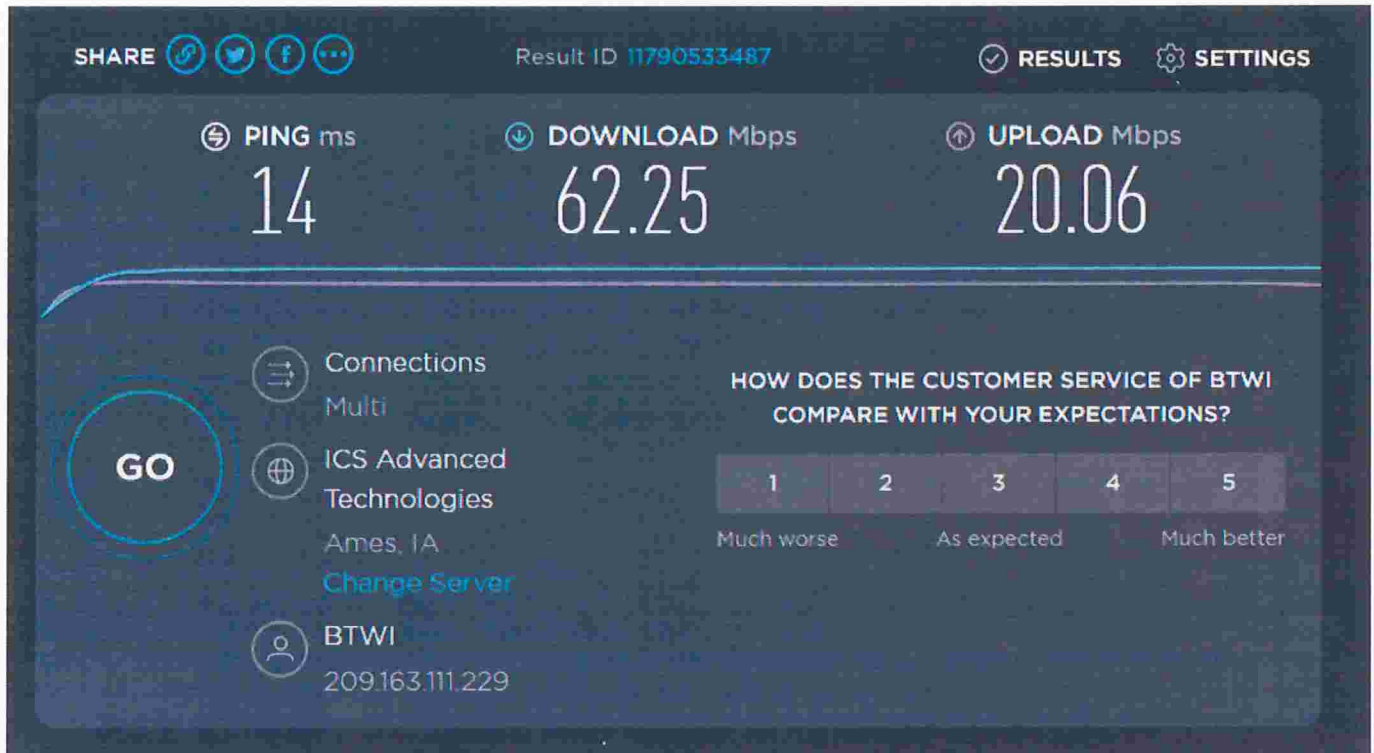 SHARE
Result ID 11790533487
RESULTS
SETTINGS
PING ms
14
DOWNLOAD Mbps
62.25
UPLOAD Mbps
20.06
GO
Connections
Multi
ICS Advanced
Technologies
Ames, IA
Change Server
BTWI
209.163.111.229
HOW DOES THE CUSTOMER SERVICE OF BTWI
COMPARE WITH YOUR EXPECTATIONS?
1 2 3 4 5
Much worse As expected Much better